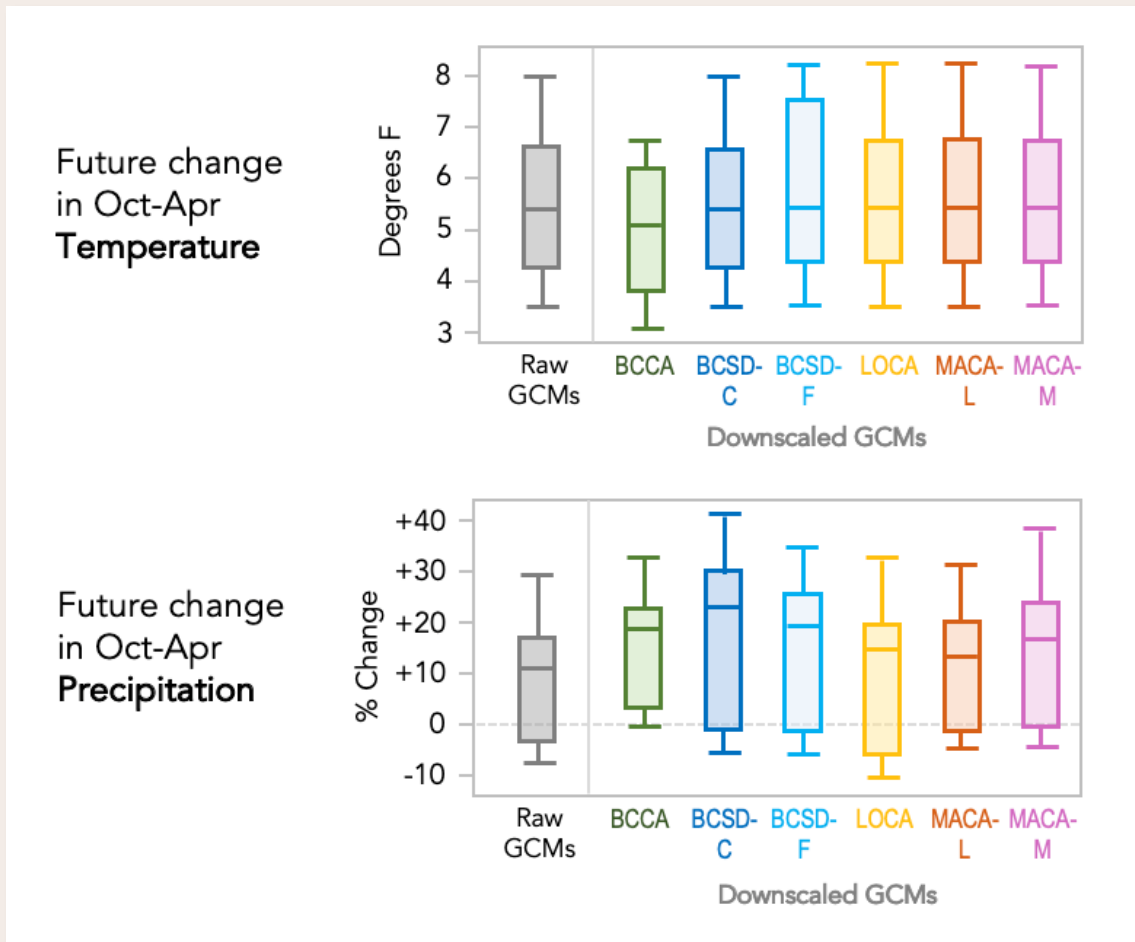 Future change
in Oct-Apr
Temperature
Degrees F
8
7
6
5
4
3
Raw
GCMs
BCCA
BCSD-
C
BCSD-
F
LOCA
MACA-
L
MACA-
M
Downscaled GCMs
Future change
in Oct-Apr
Precipitation
% Change
+40
+30
+20
+10
0
-10
Raw
GCMs
BCCA
BCSD-
C
BCSD-
F
LOCA
MACA-
L
MACA-
M
Downscaled GCMs